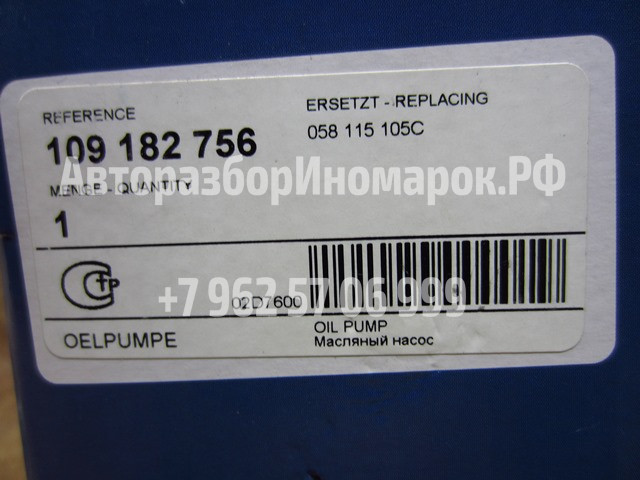 REFERENCE
109 182 756
ERSETZT - REPLACING
058 115 105C
АвторазборИномарок.РФ
MENGE - QUANTITY
1
+7 962 57 06 999
02D7600
OELPUMPE
OIL PUMP
Масляный насос